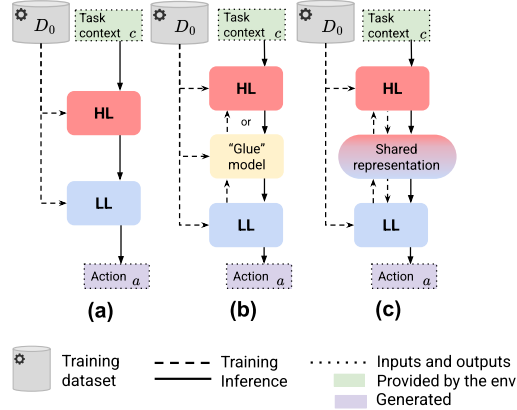 D₀
Task
context c
HL
LL
Action a
(a)
D₀
Task
context c
HL
or
“Glue”
model
LL
Action a
(b)
D₀
Task
context c
HL
Shared
representation
LL
Action a
(c)
Training
dataset
Training
Inference
Inputs and outputs
Provided by the env
Generated